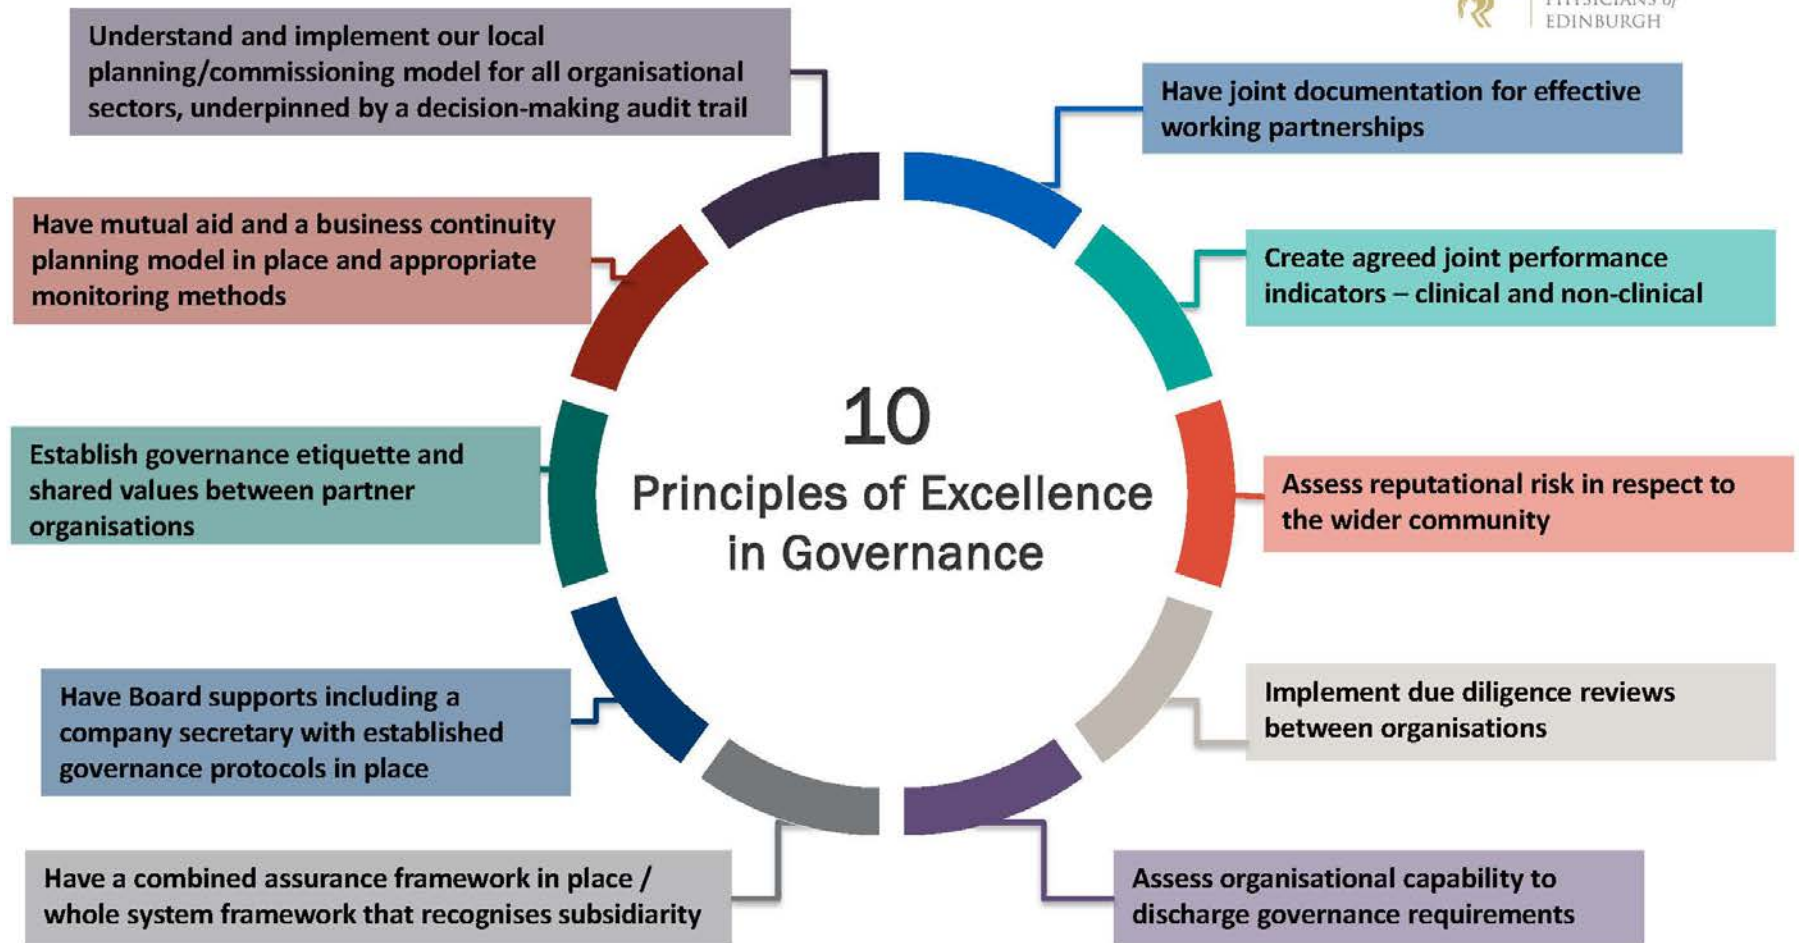 PHYSICIANS of
EDINBURGH
Understand and implement our local
planning/commissioning model for all organisational
sectors, underpinned by a decision-making audit trail
Have joint documentation for effective
working partnerships
Have mutual aid and a business continuity
planning model in place and appropriate
monitoring methods
Create agreed joint performance
indicators – clinical and non-clinical
10
Principles of Excellence
in Governance
Establish governance etiquette and
shared values between partner
organisations
Assess reputational risk in respect to
the wider community
Have Board supports including a
company secretary with established
governance protocols in place
Implement due diligence reviews
between organisations
Have a combined assurance framework in place /
whole system framework that recognises subsidiarity
Assess organisational capability to
discharge governance requirements